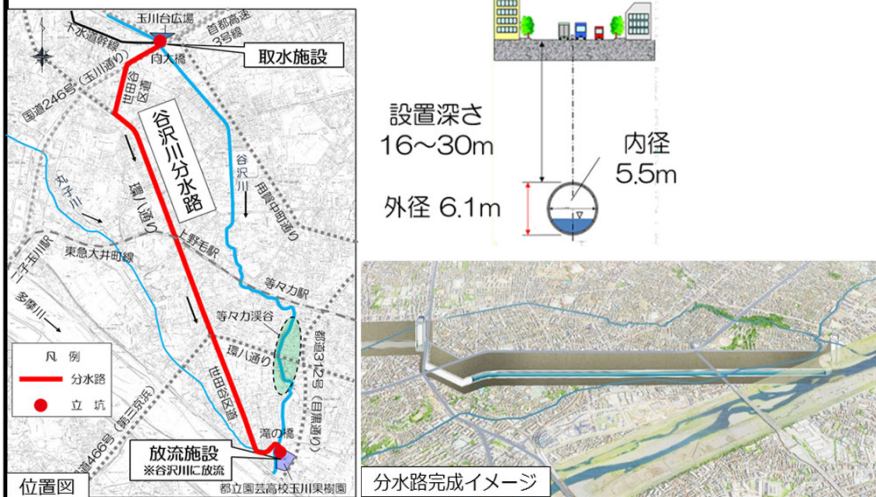 玉川台広場
下水道幹線
首都高速
3号線
向天橋
取水施設
国道246号(玉川通り)
世田谷
区道
谷沢川分水路
谷沢川
丸子川
環八通り
用賀中町通り
上野毛駅
東急大井町線
二子玉川駅
等々力駅
多摩川
等々力渓谷
環八通り
都道312号(目黒通り)
凡 例
分水路
立坑
世田谷区道
道466号(第三京浜)
滝の橋
放流施設
※谷沢川に放流
位置図
都立園芸高校玉川果樹園
設置深さ
16~30m
内径
5.5m
外径 6.1m
分水路完成イメージ